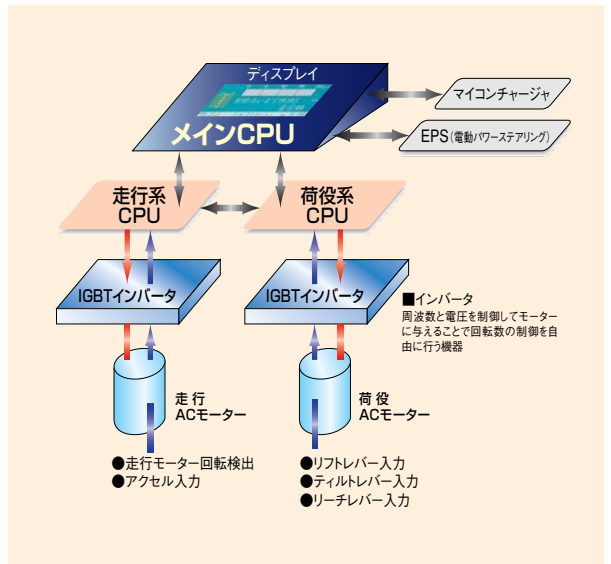 ディスプレイ
メインCPU
マイコンチャージャ
EPS(電動パワーステアリング)
走行系
CPU
荷役系
CPU
IGBTインバータ
IGBTインバータ
■インバータ
周波数と電圧を制御してモーター
に与えることで回転数の制御を自
由に行う機器
走行
ACモーター
荷役
ACモーター
●走行モーター回転検出
●アクセル入力
●リフトレバー入力
●ティルトレバー入力
●リーチレバー入力